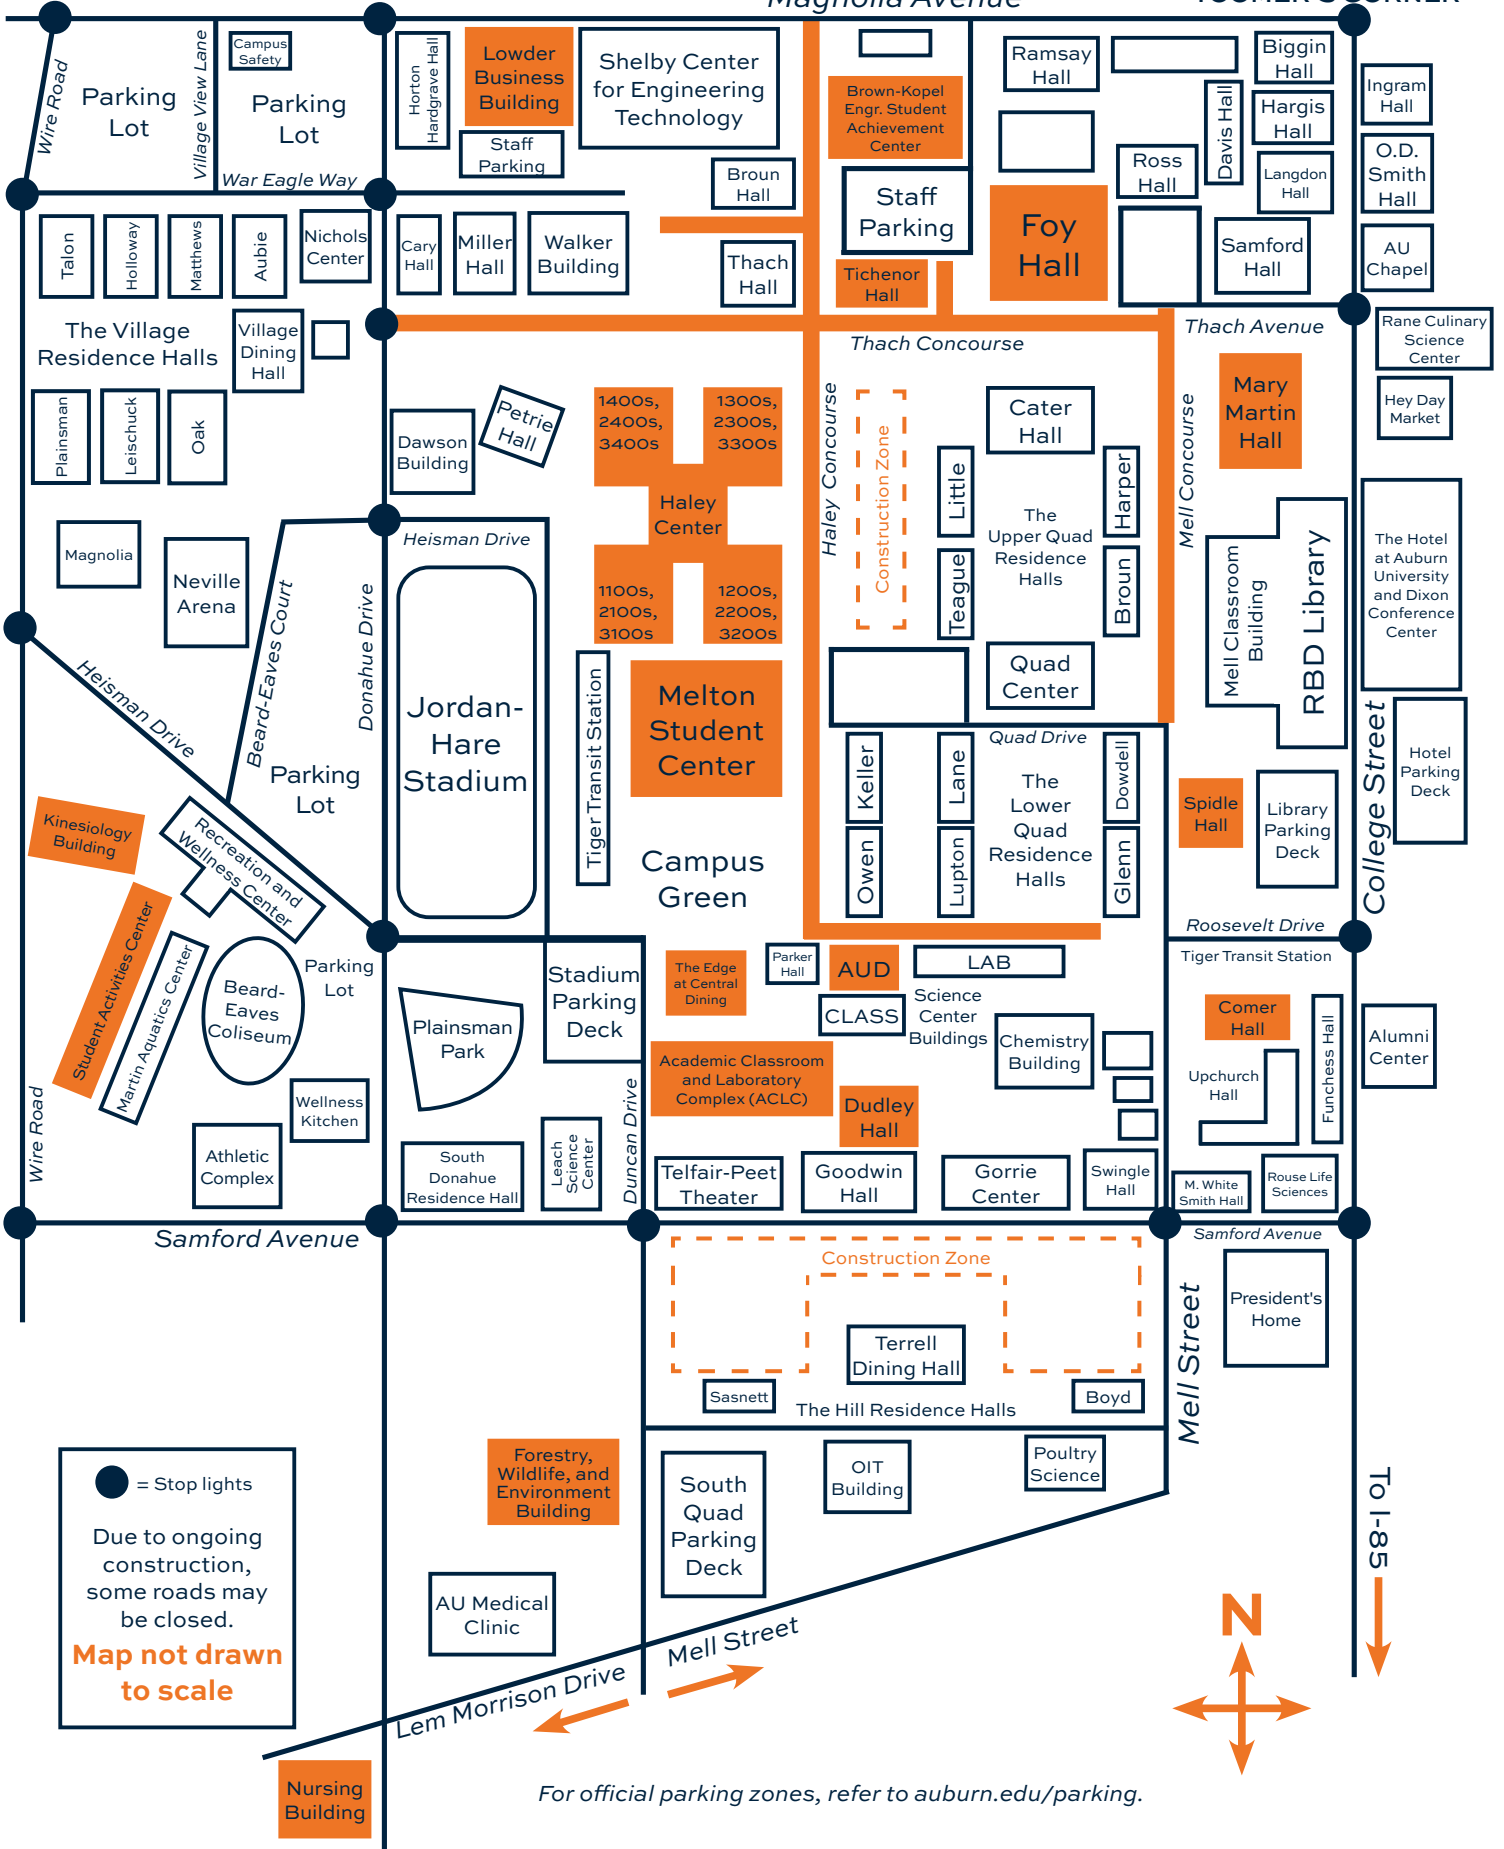 Magnolia Avenue
TOOMER'S CORNER
Wire Road
Parking
Lot
Village View Lane
Campus
Safety
Parking
Lot
War Eagle Way
Horton
Hardgrave Hall
Lowder
Business
Building
Staff
Parking
Shelby Center
for Engineering
Technology
Broun
Hall
Brown-Kopel
Engr. Student
Achievement
Center
Staff
Parking
Ramsay
Hall
Foy
Hall
Ross
Hall
Davis Hall
Biggin
Hall
Hargis
Hall
Langdon
Hall
Samford
Hall
Ingram
Hall
O.D.
Smith
Hall
AU
Chapel
Talon
Holloway
Matthews
Aubie
Nichols
Center
Cary
Hall
Miller
Hall
Walker
Building
Thach
Hall
Tichenor
Hall
The Village
Residence Halls
Village
Dining
Hall
Thach Concourse
Thach Avenue
Rane Culinary
Science
Center
Hey Day
Market
Plainsman
Leischuck
Oak
Dawson
Building
Petrie
Hall
1400s,
2400s,
3400s
1300s,
2300s,
3300s
Haley
Center
1100s,
2100s,
3100s
1200s,
2200s,
3200s
Haley Concourse
Construction Zone
Cater
Hall
Little
Teague
The
Upper Quad
Residence
Halls
Harper
Broun
Quad
Center
Mell Concourse
Mary
Martin
Hall
Mell Classroom
Building
RBD Library
The Hotel
at Auburn
University
and Dixon
Conference
Center
Magnolia
Neville
Arena
Beard-Eaves Court
Heisman Drive
Donahue Drive
Heisman Drive
Parking
Lot
Jordan-
Hare
Stadium
Tiger Transit Station
Melton
Student
Center
Campus
Green
Quad Drive
Keller
Owen
Lane
Lupton
The
Lower
Quad
Residence
Halls
Dowdell
Glenn
Spidle
Hall
Library
Parking
Deck
College Street
Hotel
Parking
Deck
Kinesiology
Building
Recreation and
Wellness Center
Student Activities Center
Martin Aquatics Center
Beard-
Eaves
Coliseum
Parking
Lot
Wellness
Kitchen
Athletic
Complex
Wire Road
Plainsman
Park
Stadium
Parking
Deck
South
Donahue
Residence Hall
Leach
Science
Center
Duncan Drive
The Edge
at Central
Dining
Parker
Hall
AUD
CLASS
LAB
Science
Center
Buildings
Chemistry
Building
Academic Classroom
and Laboratory
Complex (ACLC)
Dudley
Hall
Telfair-Peet
Theater
Goodwin
Hall
Gorrie
Center
Swingle
Hall
Roosevelt Drive
Tiger Transit Station
Comer
Hall
Upchurch
Hall
Funchess Hall
Alumni
Center
M. White
Smith Hall
Rouse Life
Sciences
Samford Avenue
Samford Avenue
Construction Zone
Terrell
Dining Hall
Sasnett
Boyd
The Hill Residence Halls
President's
Home
Mell Street
Forestry,
Wildlife, and
Environment
Building
South
Quad
Parking
Deck
OIT
Building
Poultry
Science
AU Medical
Clinic
Lem Morrison Drive
Mell Street
Nursing
Building
To I-85
N
= Stop lights
Due to ongoing
construction,
some roads may
be closed.
Map not drawn
to scale
For official parking zones, refer to auburn.edu/parking.